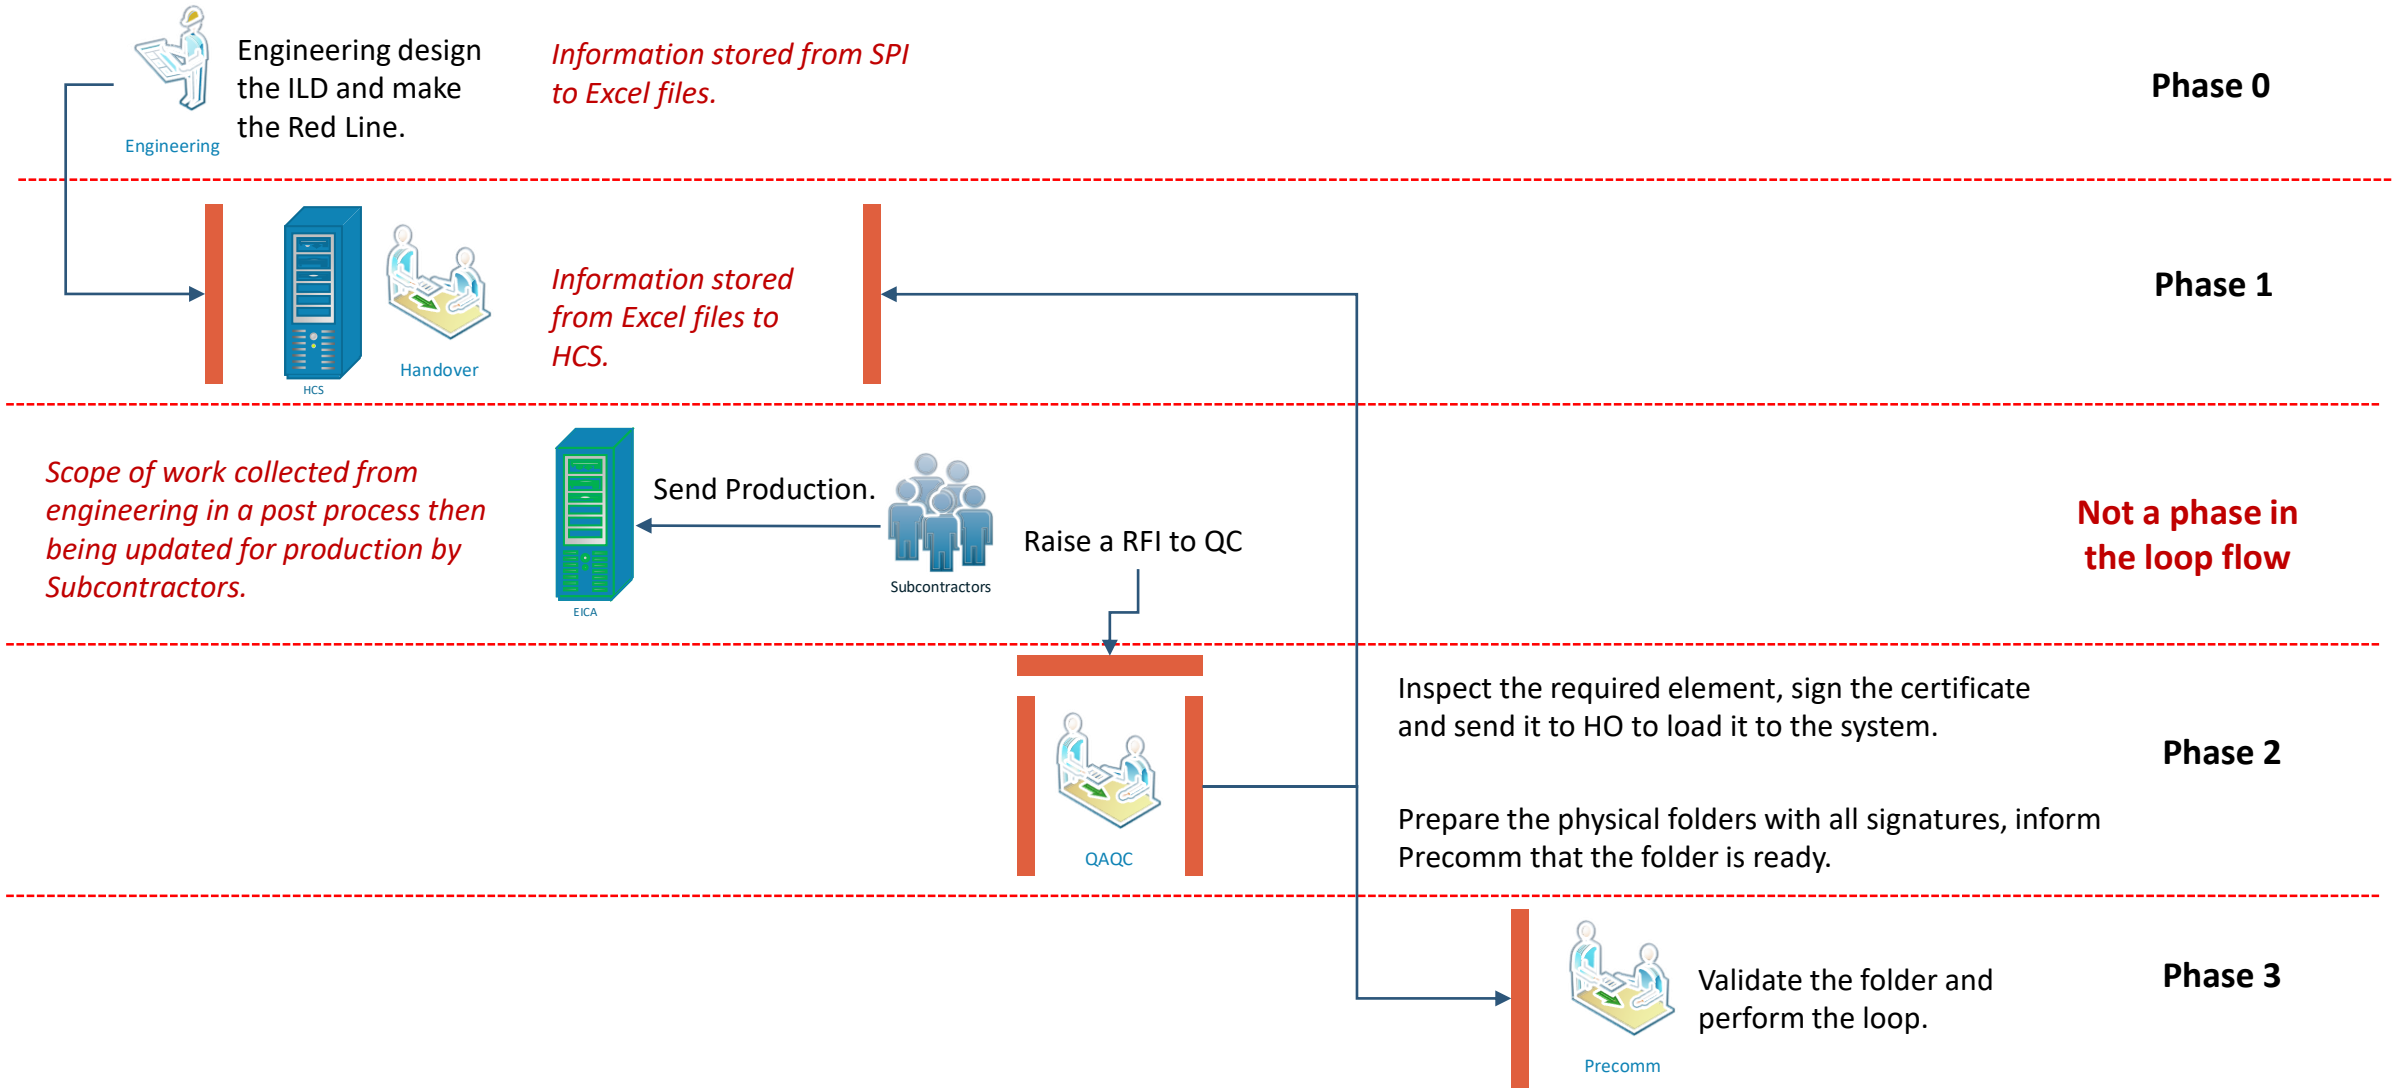 Engineering design
the ILD and make
the Red Line.
Engineering
Information stored from SPI
to Excel files.
Phase 0
HCS
Handover
Information stored
from Excel files to
HCS.
Phase 1
Scope of work collected from
engineering in a post process then
being updated for production by
Subcontractors.
EICA
Send Production.
Subcontractors
Raise a RFI to QC
Not a phase in
the loop flow
QAQC
Inspect the required element, sign the certificate
and send it to HO to load it to the system.
Prepare the physical folders with all signatures, inform
Precomm that the folder is ready.
Phase 2
Precomm
Validate the folder and
perform the loop.
Phase 3